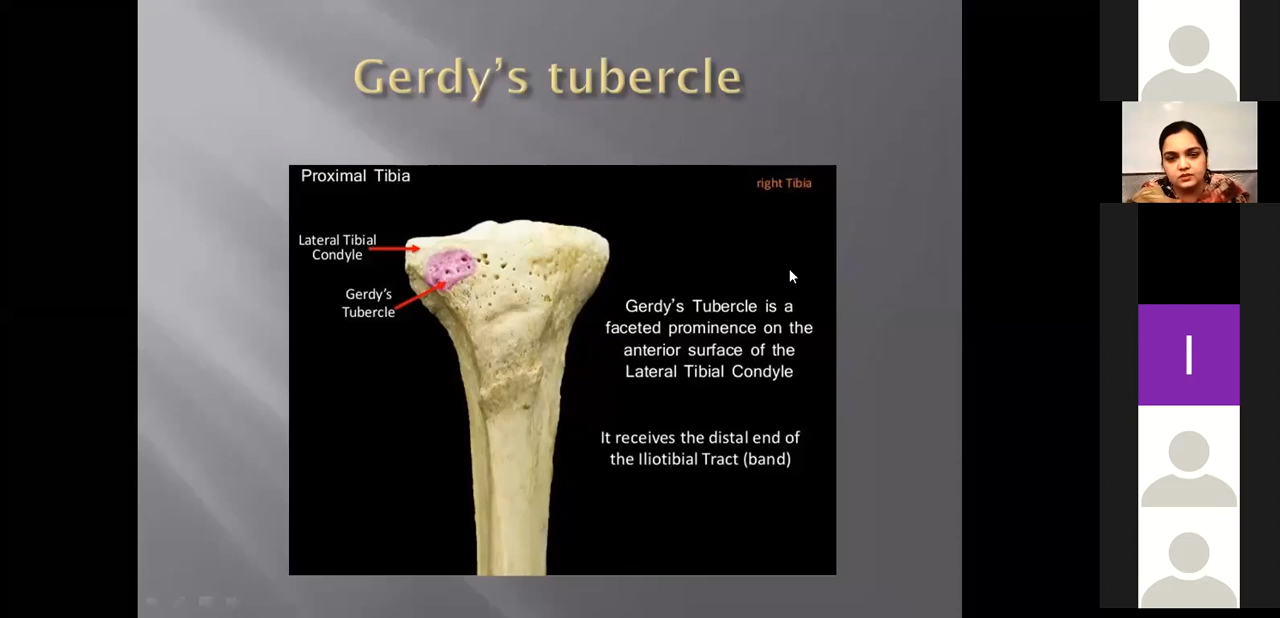 Gerdy's tubercle
Proximal Tibia
right Tibia
Lateral Tibial
Condyle
Gerdy's
Tubercle
Gerdy's Tubercle is a
faceted prominence on the
anterior surface of the
Lateral Tibial Condyle
It receives the distal end of
the Iliotibial Tract (band)
I